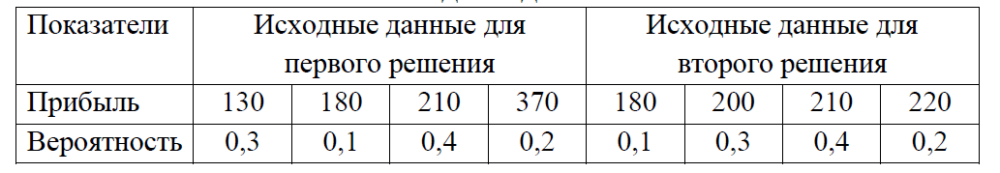 Показатели Исходные данные для Исходные данные для
первого решения второго решения
Прибыль 130 180 210 370 180 200 210 220
Вероятность 0,3 0,1 0,4 0,2 0,1 0,3 0,4 0,2